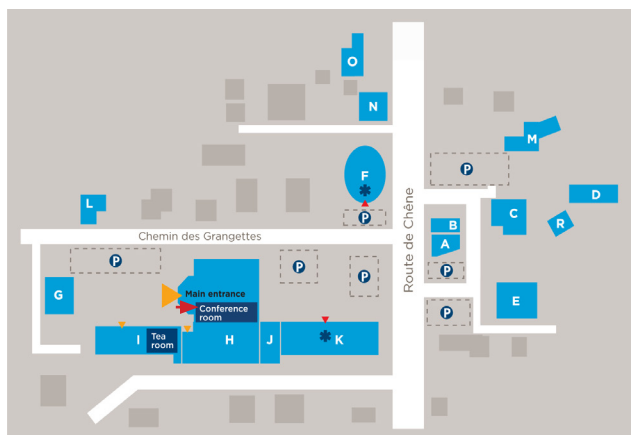 O
N
M
P
F
P
D
L
C
R
B
Route de Chêne
Chemin des Grangettes
A
P
P
P
P
G
Main entrance
E
Conference
room
P
Tea
room
I
H
J
K